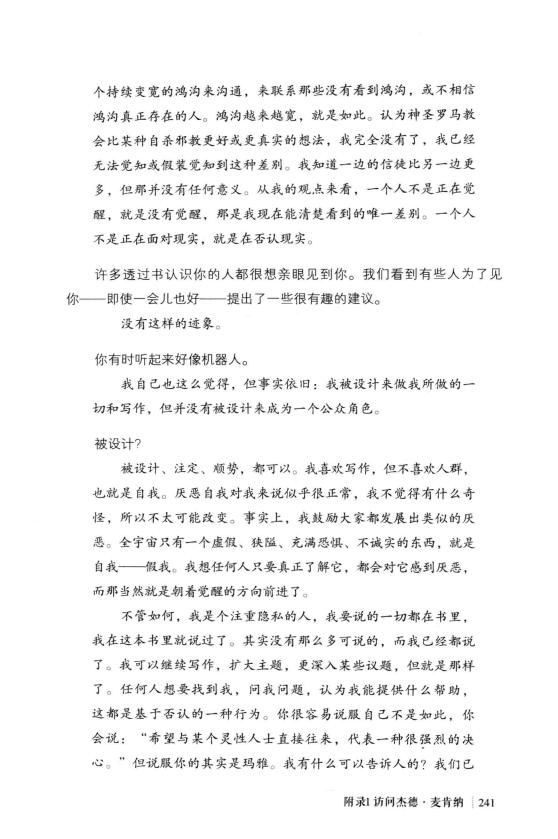 个持续变宽的鸿沟来沟通，来联系那些没有看到鸿沟，或不相信
鸿沟真正存在的人。鸿沟越来越宽，就是如此。认为神圣罗马教
会比某种自杀邪教更好或更真实的想法，我完全没有了，我已经
无法觉知或假装觉知到这种差别。我知道一边的信徒比另一边更
多，但那并没有任何意义。从我的观点来看，一个人不是正在觉
醒，就是没有觉醒，那是我现在能清楚看到的唯一差别。一个人
不是正在面对现实，就是在否认现实。
许多透过书认识你的人都很想亲眼见到你。我们看到有些人为了见
你——即使一会儿也好——提出了一些很有趣的建议。
没有这样的迹象。
你有时听起来好像机器人。
我自己也这么觉得，但事实依旧：我被设计来做我所做的一
切和写作，但并没有被设计来成为一个公众角色。
被设计？
被设计、注定、顺势，都可以。我喜欢写作，但不喜欢人群，
也就是自我。厌恶自我对我来说似乎很正常，我不觉得有什么奇
怪，所以不太可能改变。事实上，我鼓励大家都发展出类似的厌
恶。全宇宙只有一个虚假、狭隘、充满恐惧、不诚实的东西，就是
自我——假我。我想任何人只要真正了解它，都会对它感到厌恶，
而那当然就是朝着觉醒的方向前进了。
不管如何，我是个注重隐私的人，我要说的一切都在书里，
我在这本书里就说过了。其实没有那么多可说的，而我已经都说
了。我可以继续写作，扩大主题，更深入某些议题，但就是那样
了。任何人想要找到我，问我问题，认为我能提供什么帮助，
这都是基于否认的一种行为。你很容易说服自己不是如此，你
会说：“希望与某个灵性人士直接往来，代表一种很强烈的决
心。”但说服你的其实是玛雅。我有什么可以告诉人的？我们已
附录1 访问杰德·麦肯纳 | 241